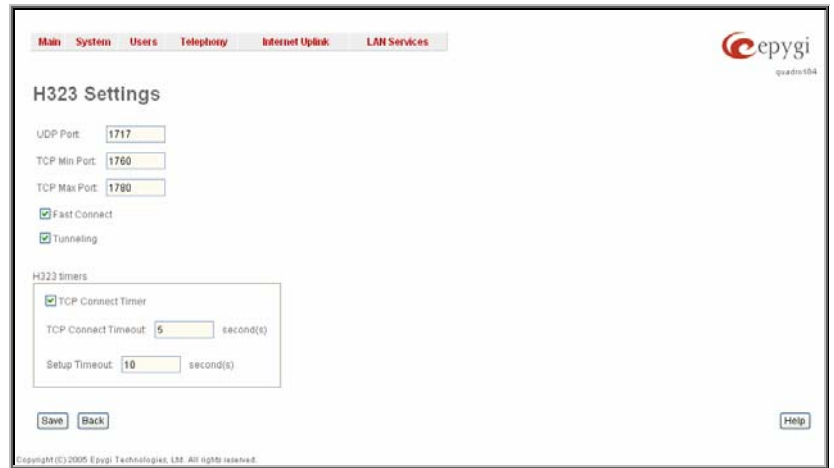 Main System Users Telephony Internet Uplink LAN Services
epygi
quadro184
H323 Settings
UDP Port: 1717
TCP Min Port: 1760
TCP Max Port: 1780
Fast Connect
Tunneling
H323 timers
TCP Connect Timer
TCP Connect Timeout: 5 second(s)
Setup Timeout: 10 second(s)
Save Back Help
Copyright (C) 2005 Epygi Technologies, Ltd. All rights reserved.